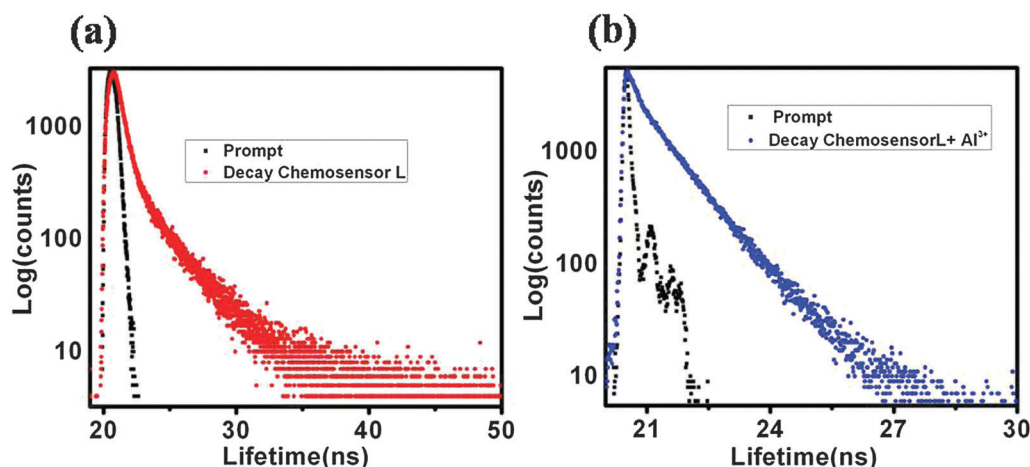 (a)
Log(counts)
1000
100
10
Prompt
Decay Chemosensor L
20 30 40 50
Lifetime(ns)
(b)
Log(counts)
1000
100
10
Prompt
Decay ChemosensorL+ Al³⁺
21 24 27 30
Lifetime(ns)